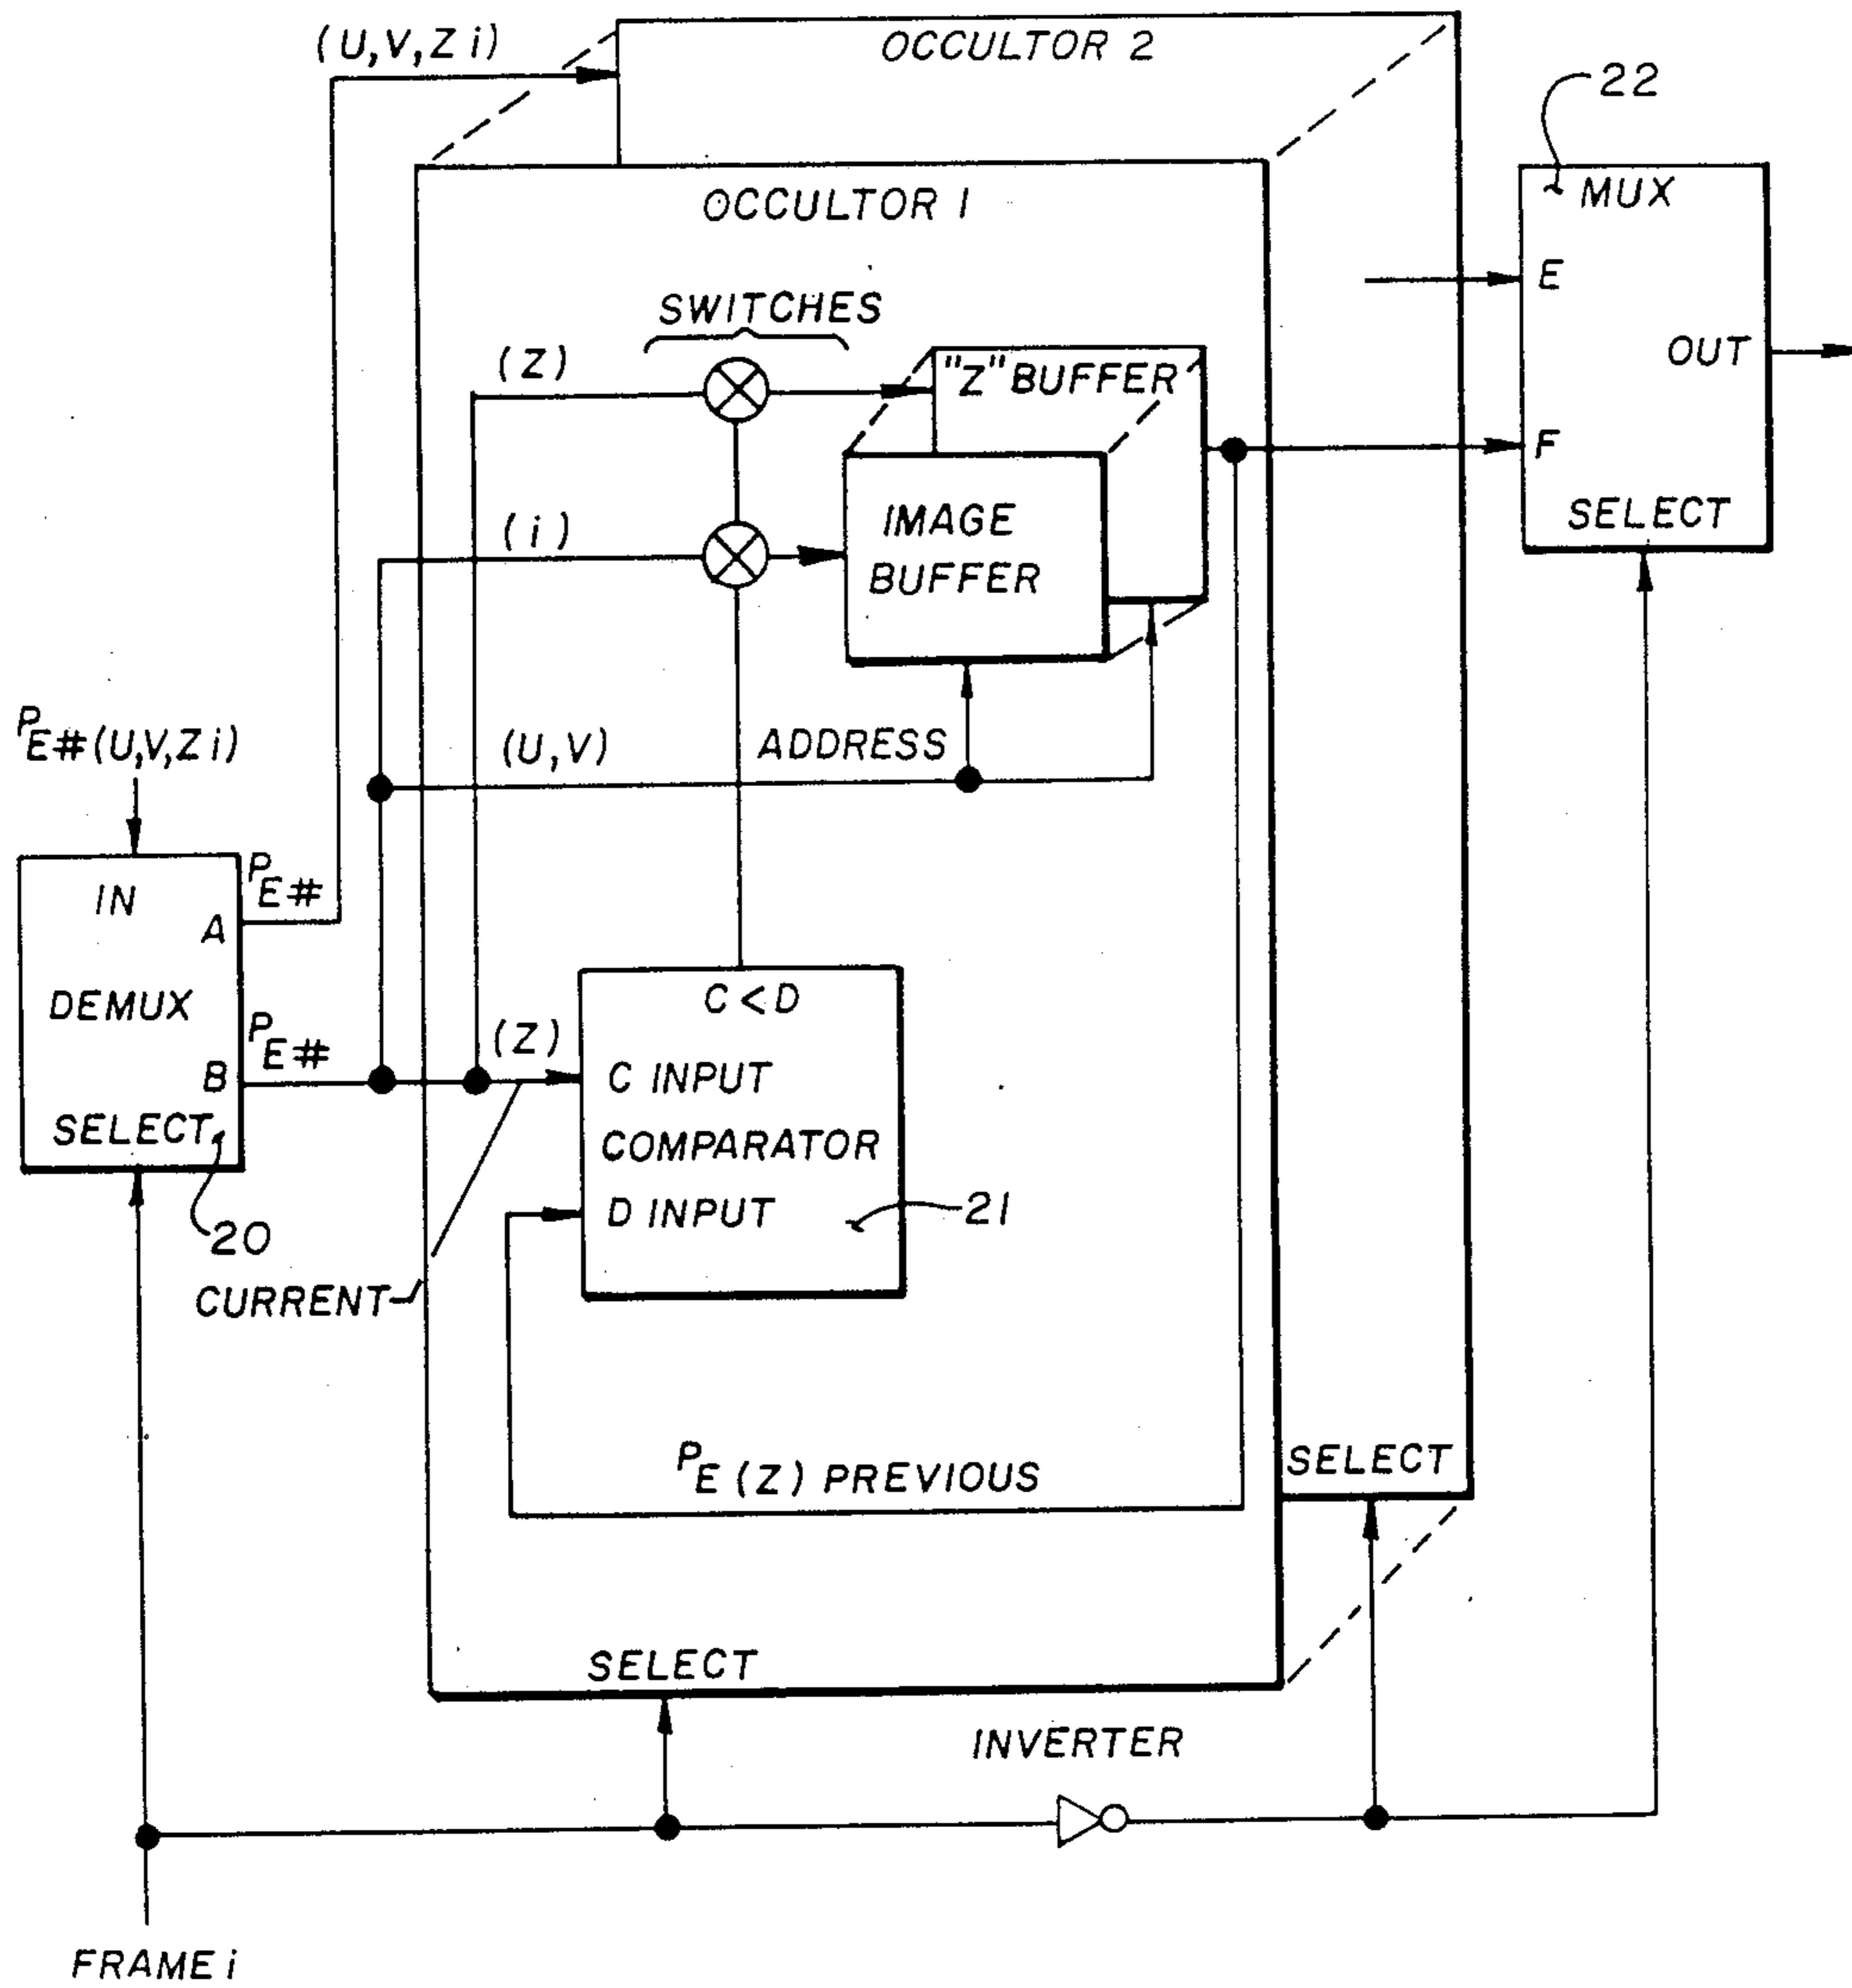 (U,V,Z i)
OCCULTOR 2
22
MUX
OCCULTOR 1
E
SWITCHES
(Z)
"Z" BUFFER
OUT
F
(i)
IMAGE
BUFFER
SELECT
PE#(U,V,Z i)
(U,V)
ADDRESS
IN
PE#
A
DEMUX
PE#
B
SELECT
20
C < D
(Z)
C INPUT
COMPARATOR
D INPUT
21
CURRENT
PE (Z) PREVIOUS
SELECT
SELECT
INVERTER
FRAME i